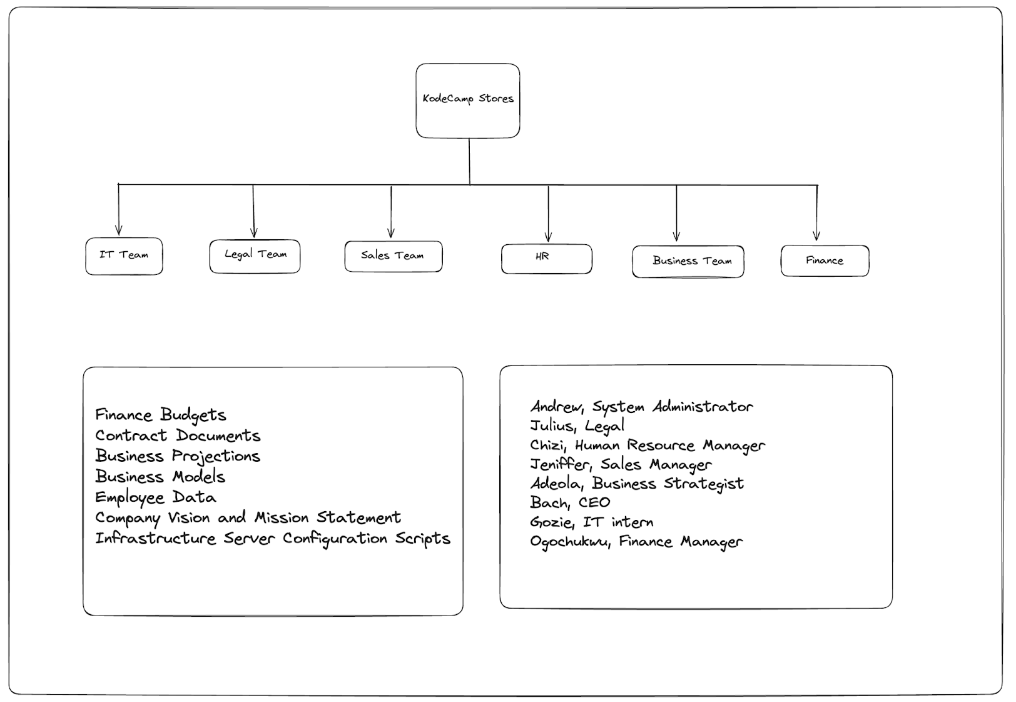 KodeCamp Stores
IT Team
Legal Team
Sales Team
HR
Business Team
Finance
Finance Budgets
Contract Documents
Business Projections
Business Models
Employee Data
Company Vision and Mission Statement
Infrastructure Server Configuration Scripts
Andrew, System Administrator
Julius, Legal
Chizi, Human Resource Manager
Jeniffer, Sales Manager
Adeola, Business Strategist
Bach, CEO
Gozie, IT intern
Ogochukwu, Finance Manager